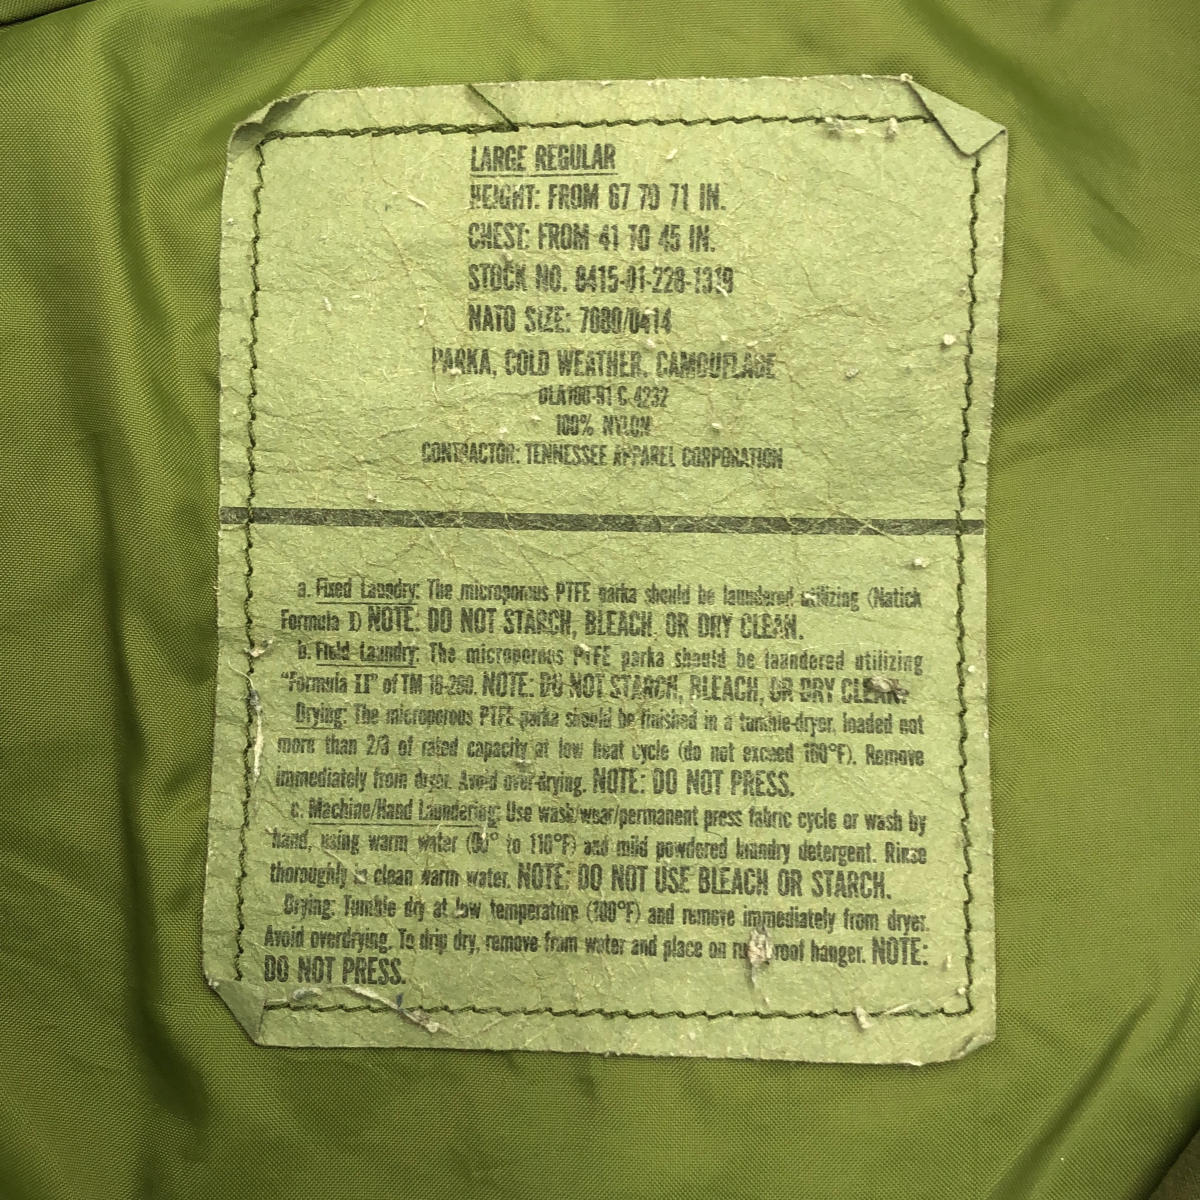 LARGE REGULAR
HEIGHT: FROM 67 TO 71 IN.
CHEST: FROM 41 TO 45 IN.
STOCK NO. 8415-01-228-1319
NATO SIZE: 7080/0414
PARKA, COLD WEATHER, CAMOUFLAGE
DLA100-91 C-4232
100% NYLON
CONTRACTOR: TENNESSEE APPAREL CORPORATION
a. Fixed Laundry: The microporous PTFE parka should be laundered utilizing (Natick
Formula I) NOTE: DO NOT STARCH, BLEACH, OR DRY CLEAN.
b. Field Laundry: The microporous PTFE parka should be laundered utilizing
"Formula II" of TM 10-280. NOTE: DO NOT STARCH, BLEACH, OR DRY CLEAN.
Drying: The microporous PTFE parka should be finished in a tumble-dryer, loaded not
more than 2/3 of rated capacity at low heat cycle (do not exceed 100°F). Remove
immediately from dryer. Avoid over-drying. NOTE: DO NOT PRESS.
c. Machine/Hand Laundering: Use wash/wear/permanent press fabric cycle or wash by
hand, using warm water (90° to 110°F) and mild powdered laundry detergent. Rinse
thoroughly in clean warm water. NOTE: DO NOT USE BLEACH OR STARCH.
Drying: Tumble dry at low temperature (100°F) and remove immediately from dryer.
Avoid overdrying. To drip dry, remove from water and place on rustproof hanger. NOTE:
DO NOT PRESS.